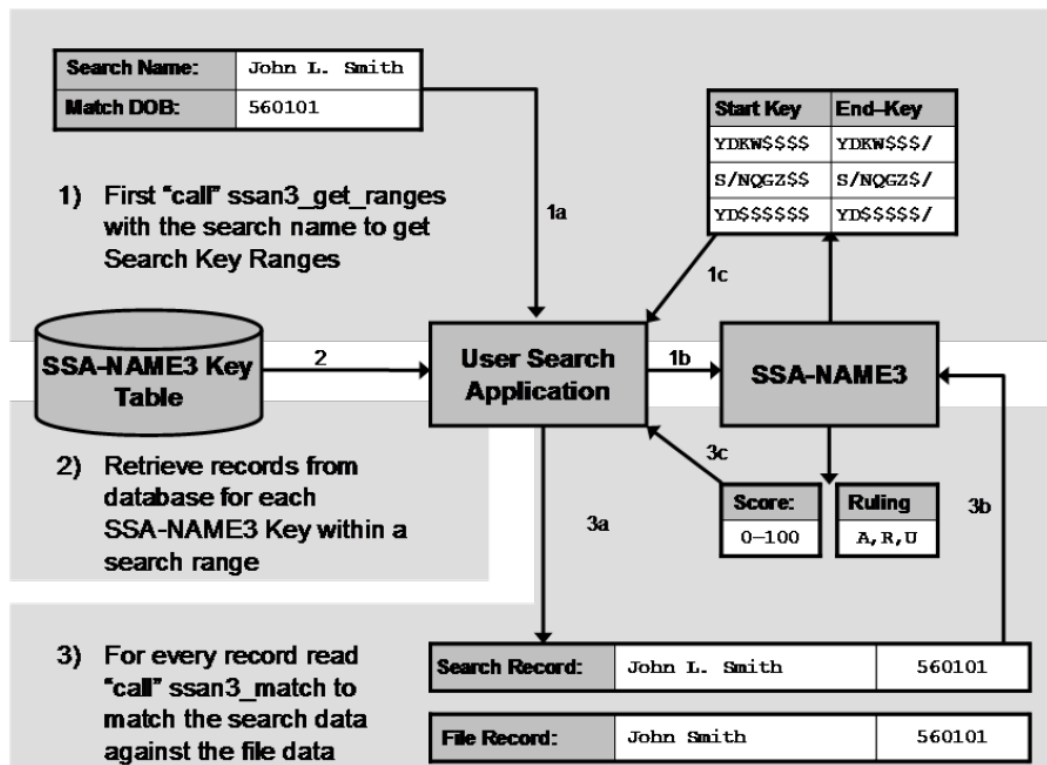 Search Name: John L. Smith
Match DOB: 560101
Start Key End–Key
YDKW$$$$ YDKW$$$/
S/NQGZ$$ S/NQGZ$/
YD$$$$$$ YD$$$$$/
1) First “call” ssan3_get_ranges
with the search name to get
Search Key Ranges
1a
1c
SSA-NAME3 Key
Table
2
User Search
Application
1b
SSA-NAME3
2) Retrieve records from
database for each
SSA-NAME3 Key within a
search range
3a
3c
Score: Ruling
0–100 A,R,U
3b
3) For every record read
“call” ssan3_match to
match the search data
against the file data
Search Record: John L. Smith 560101
File Record: John Smith 560101